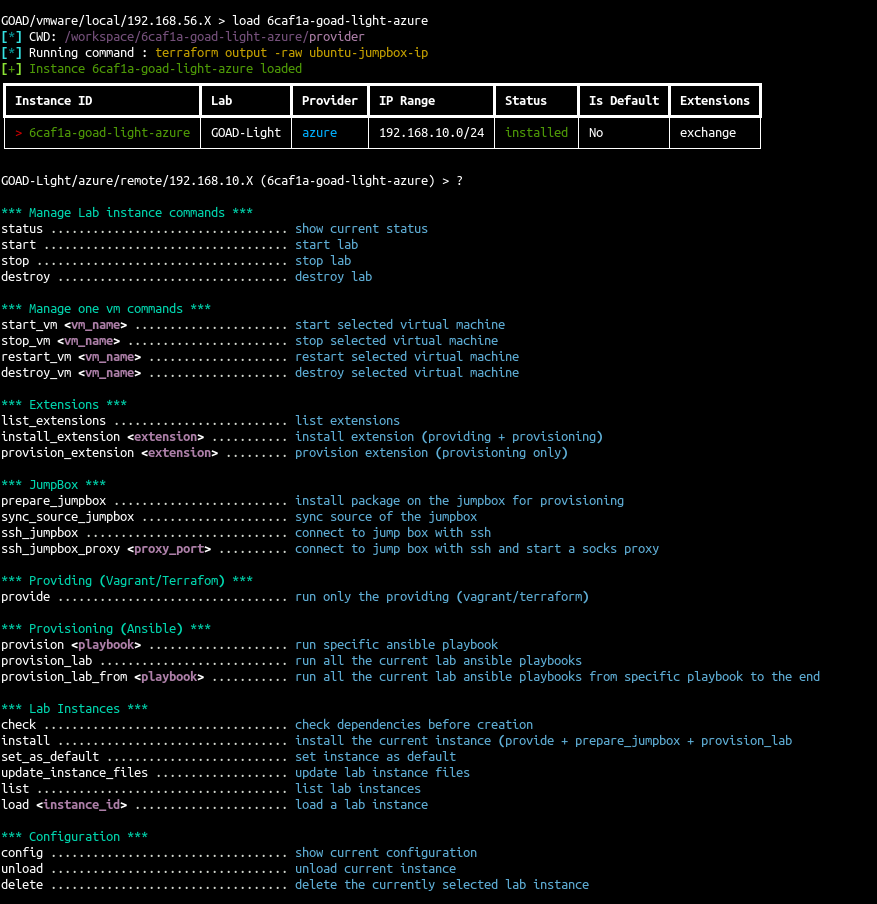 GOAD/vmware/local/192.168.56.X > load 6caf1a-goad-light-azure
[*] CWD: /workspace/6caf1a-goad-light-azure/provider
[*] Running command : terraform output -raw ubuntu-jumpbox-ip
[+] Instance 6caf1a-goad-light-azure loaded
Instance ID Lab Provider IP Range Status Is Default Extensions
> 6caf1a-goad-light-azure GOAD-Light azure 192.168.10.0/24 installed No exchange
GOAD-Light/azure/remote/192.168.10.X (6caf1a-goad-light-azure) > ?
*** Manage Lab instance commands ***
status .................................. show current status
start ................................... start lab
stop .................................... stop lab
destroy ................................. destroy lab
*** Manage one vm commands ***
start_vm <vm_name> ...................... start selected virtual machine
stop_vm <vm_name> ....................... stop selected virtual machine
restart_vm <vm_name> .................... restart selected virtual machine
destroy_vm <vm_name> .................... destroy selected virtual machine
*** Extensions ***
list_extensions ......................... list extensions
install_extension <extension> ........... install extension (providing + provisioning)
provision_extension <extension> ......... provision extension (provisioning only)
*** JumpBox ***
prepare_jumpbox ......................... install package on the jumpbox for provisioning
sync_source_jumpbox ..................... sync source of the jumpbox
ssh_jumpbox ............................. connect to jump box with ssh
ssh_jumpbox_proxy <proxy_port> .......... connect to jump box with ssh and start a socks proxy
*** Providing (Vagrant/Terrafom) ***
provide ................................. run only the providing (vagrant/terraform)
*** Provisioning (Ansible) ***
provision <playbook> .................... run specific ansible playbook
provision_lab ........................... run all the current lab ansible playbooks
provision_lab_from <playbook> ........... run all the current lab ansible playbooks from specific playbook to the end
*** Lab Instances ***
check ................................... check dependencies before creation
install ................................. install the current instance (provide + prepare_jumpbox + provision_lab
set_as_default .......................... set instance as default
update_instance_files ................... update lab instance files
list .................................... list lab instances
load <instance_id> ...................... load a lab instance
*** Configuration ***
config .................................. show current configuration
unload .................................. unload current instance
delete .................................. delete the currently selected lab instance